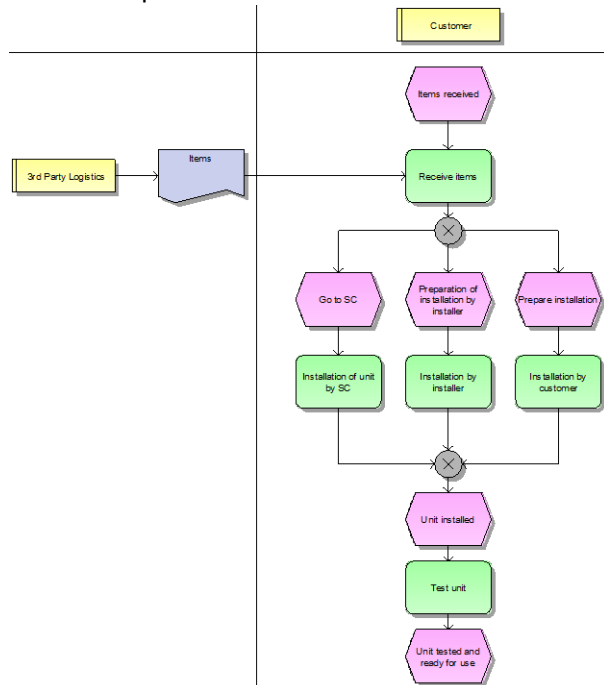 Customer
Items received
Items
3rd Party Logistics
Receive items
Go to SC
Preparation of
installation by
installer
Prepare installation
Installation of unit
by SC
Installation by
installer
Installation by
customer
Unit installed
Test unit
Unit tested and
ready for use